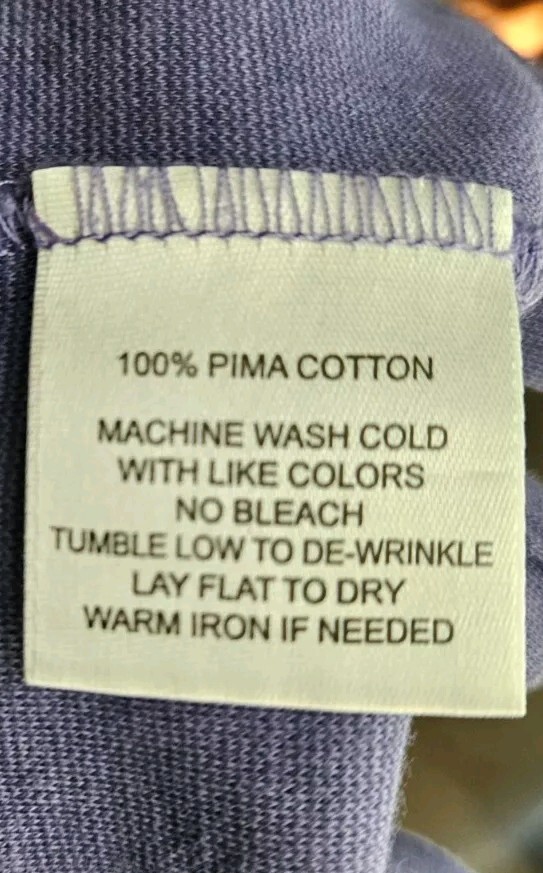 100% PIMA COTTON
MACHINE WASH COLD
WITH LIKE COLORS
NO BLEACH
TUMBLE LOW TO DE-WRINKLE
LAY FLAT TO DRY
WARM IRON IF NEEDED